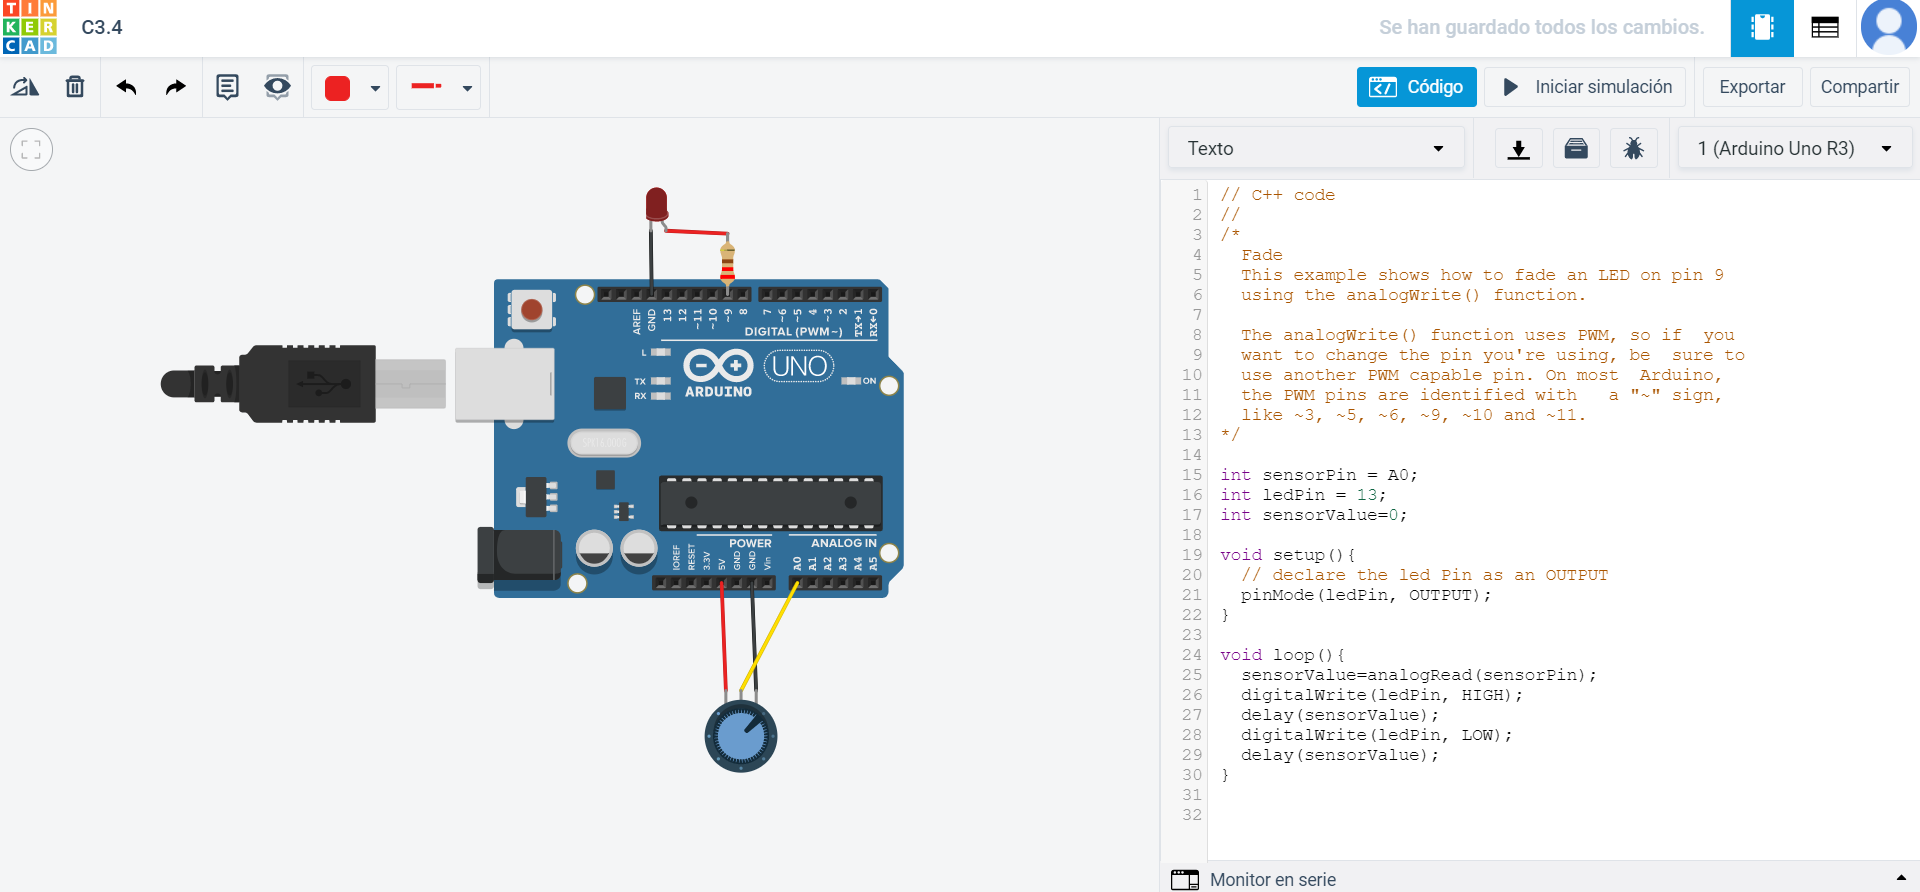 TIN
KER
CAD
C3.4
Se han guardado todos los cambios.
Código
Iniciar simulación
Exportar
Compartir
Texto
1 (Arduino Uno R3)
AREF
GND
13
12
~11
~10
~9
8
7
~6
~5
4
~3
2
TX→1
RX←0
DIGITAL (PWM~)
L
TX
RX
ARDUINO
UNO
ON
POWER
ANALOG IN
IOREF
RESET
3.3V
5V
GND
GND
Vin
A0
A1
A2
A3
A4
A5
1 // C++ code
2 //
3 /*
4   Fade
5   This example shows how to fade an LED on pin 9
6   using the analogWrite() function.
7
8   The analogWrite() function uses PWM, so if  you
9   want to change the pin you're using, be  sure to
10   use another PWM capable pin. On most  Arduino,
11   the PWM pins are identified with   a "~" sign,
12   like ~3, ~5, ~6, ~9, ~10 and ~11.
13 */
14
15 int sensorPin = A0;
16 int ledPin = 13;
17 int sensorValue=0;
18
19 void setup(){
20   // declare the led Pin as an OUTPUT
21   pinMode(ledPin, OUTPUT);
22 }
23
24 void loop(){
25   sensorValue=analogRead(sensorPin);
26   digitalWrite(ledPin, HIGH);
27   delay(sensorValue);
28   digitalWrite(ledPin, LOW);
29   delay(sensorValue);
30 }
31
32
Monitor en serie